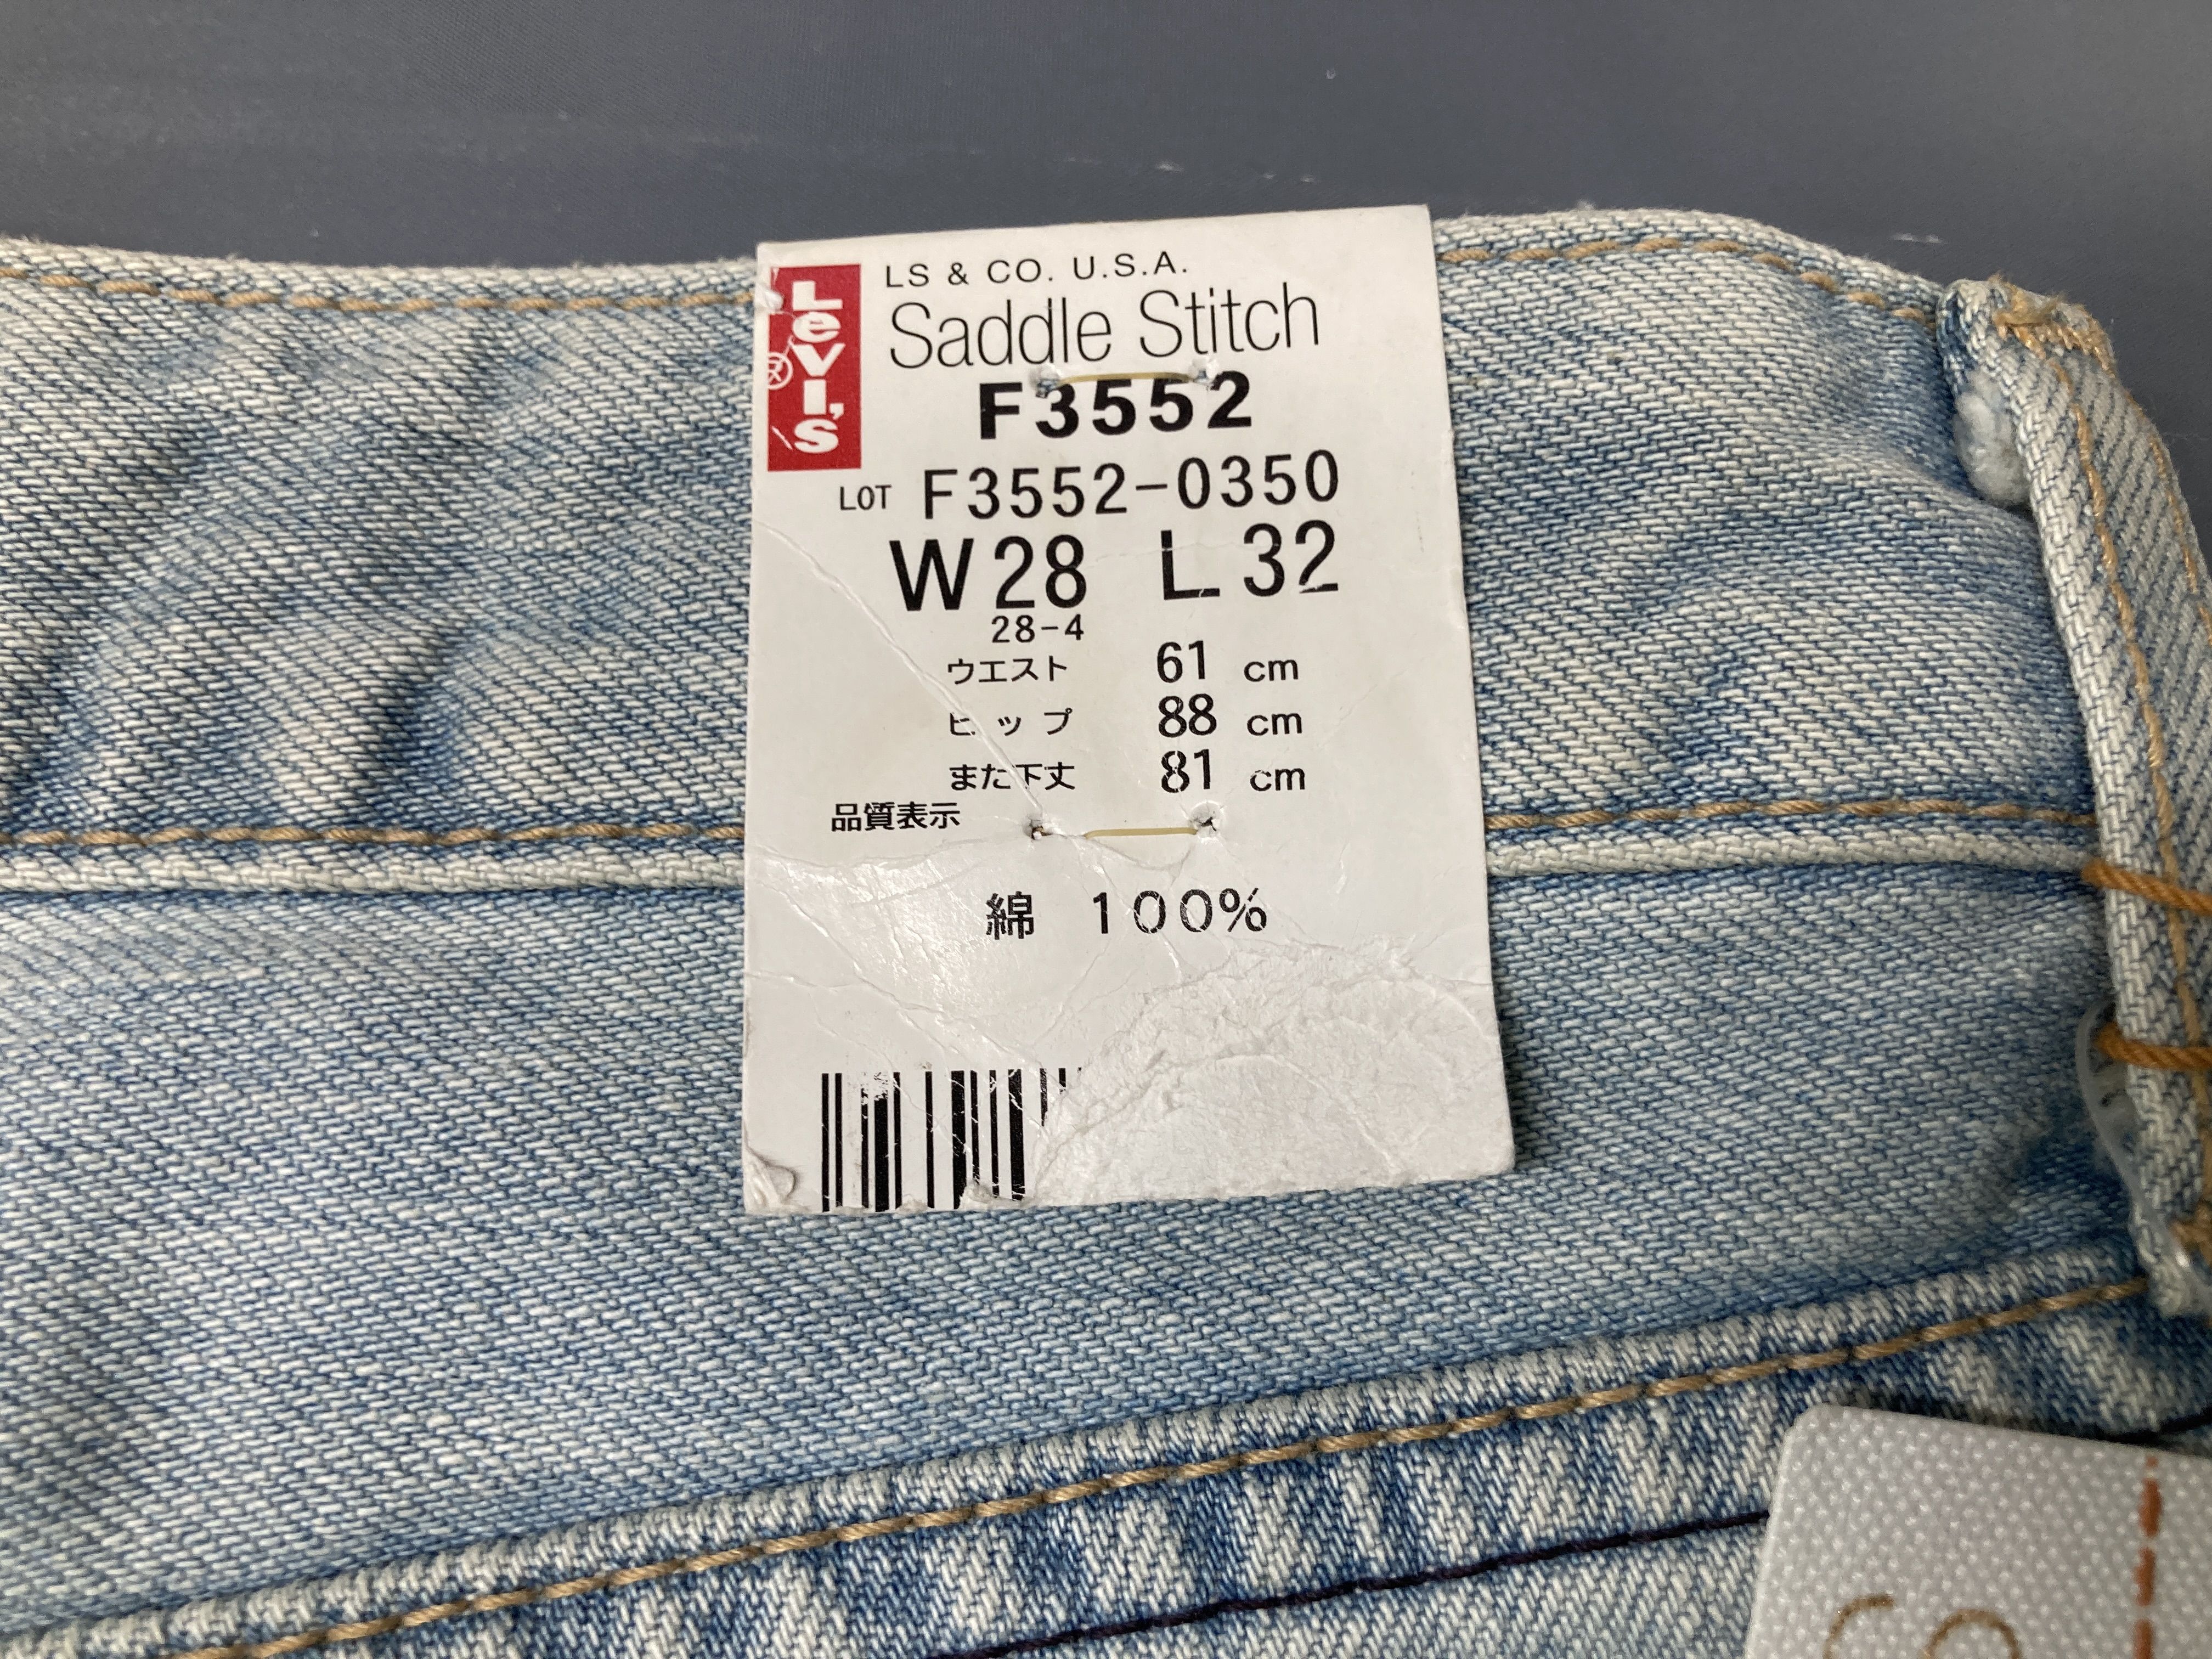 LS & CO. U.S.A.
Levi's
Saddle Stitch
F3552
LOT F3552-0350
W28 L32
28-4
ウエスト 61 cm
ヒップ 88 cm
また下丈 81 cm
品質表示
綿 100%